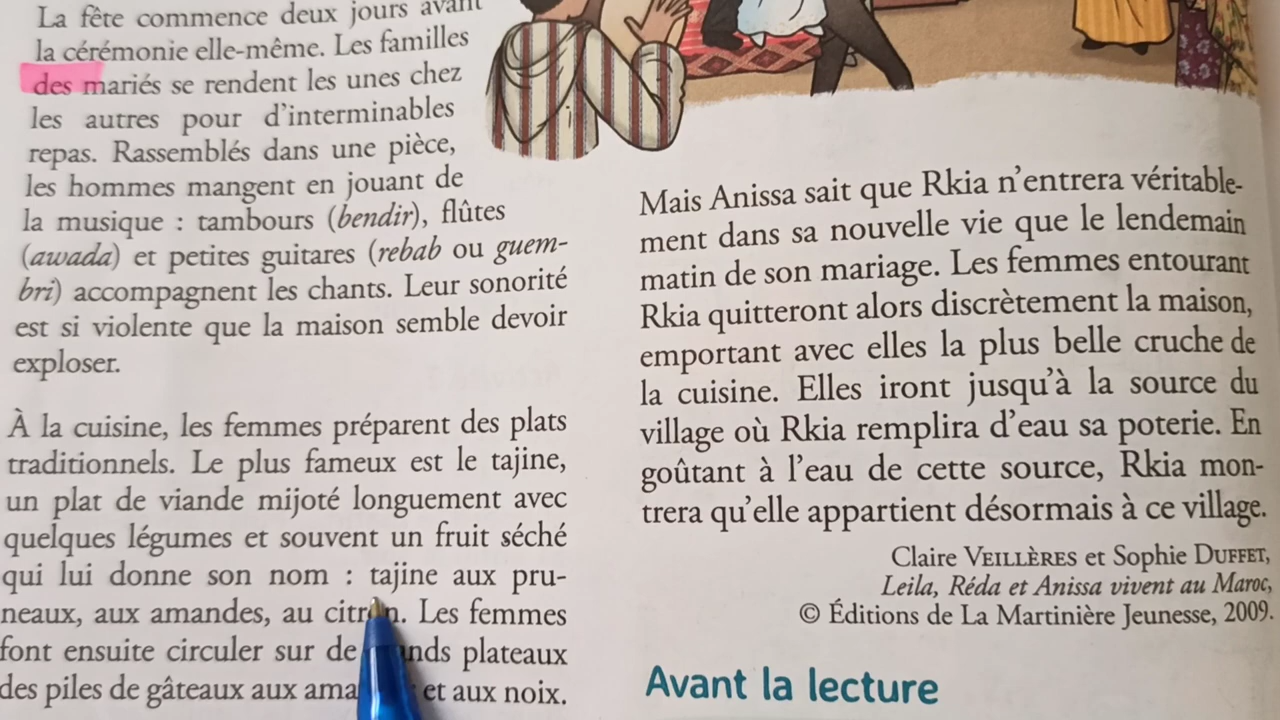 La fête commence deux jours avant
la cérémonie elle-même. Les familles
des mariés se rendent les unes chez
les autres pour d'interminables
repas. Rassemblés dans une pièce,
les hommes mangent en jouant de
la musique : tambours (bendir), flûtes
(awada) et petites guitares (rebab ou guem-
bri) accompagnent les chants. Leur sonorité
est si violente que la maison semble devoir
exploser.
À la cuisine, les femmes préparent des plats
traditionnels. Le plus fameux est le tajine,
un plat de viande mijoté longuement avec
quelques légumes et souvent un fruit séché
qui lui donne son nom : tajine aux pru-
neaux, aux amandes, au citron. Les femmes
font ensuite circuler sur de plateaux
des piles de gâteaux aux et aux noix.
Mais Anissa sait que Rkia n'entrera véritable-
ment dans sa nouvelle vie que le lendemain
matin de son mariage. Les femmes entourant
Rkia quitteront alors discrètement la maison,
emportant avec elles la plus belle cruche de
la cuisine. Elles iront jusqu'à la source du
village où Rkia remplira d'eau sa poterie. En
goûtant à l'eau de cette source, Rkia mon-
trera qu'elle appartient désormais à ce village.
Claire VEILLÈRES et Sophie DUFFET,
Leila, Réda et Anissa vivent au Maroc,
© Éditions de La Martinière Jeunesse, 2009.
Avant la lecture